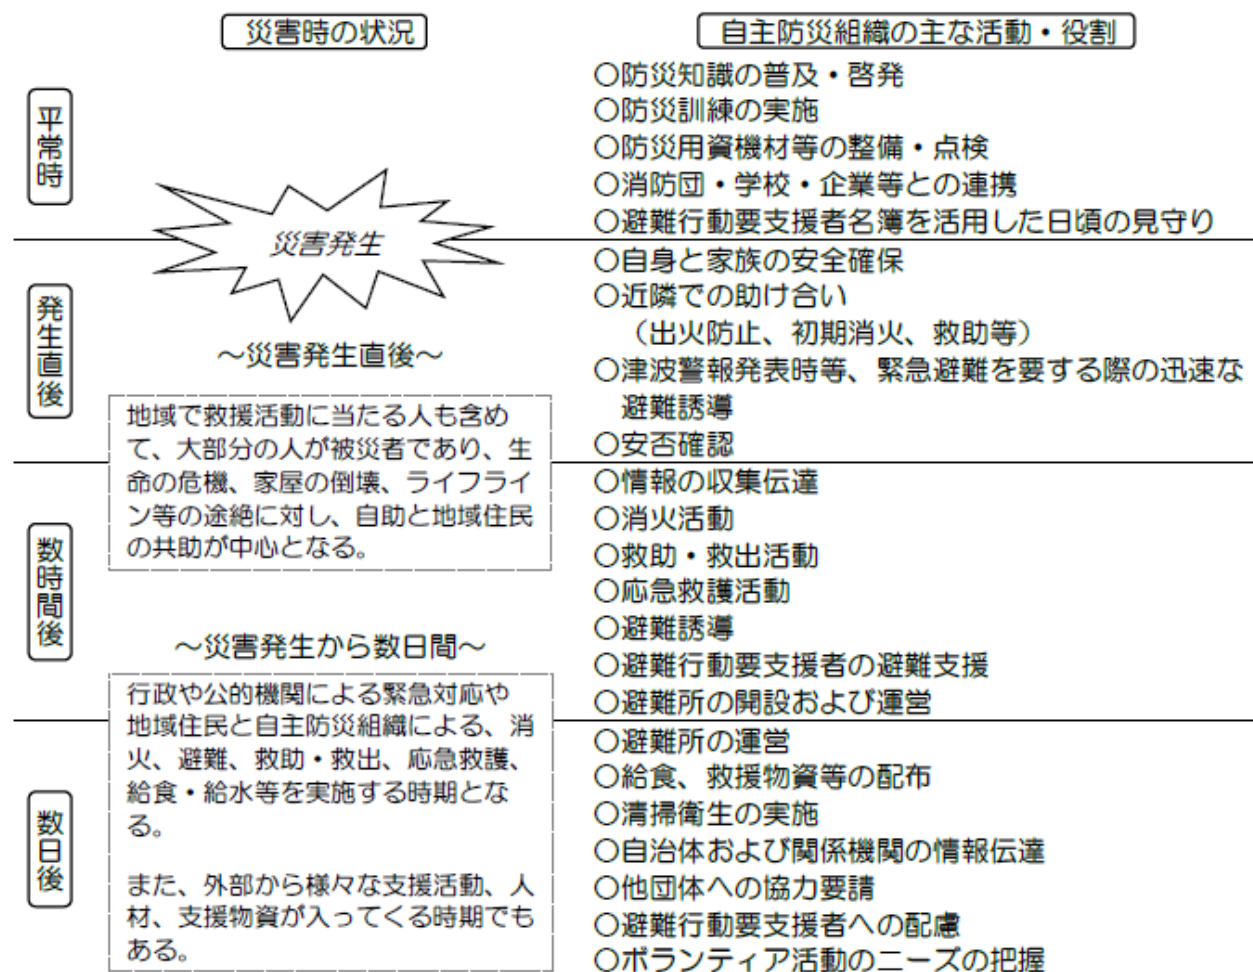 災害時の状況
自主防災組織の主な活動・役割
平常時
災害発生
○防災知識の普及・啓発
○防災訓練の実施
○防災用資機材等の整備・点検
○消防団・学校・企業等との連携
○避難行動要支援者名簿を活用した日頃の見守り
発生直後
～災害発生直後～
地域で救援活動に当たる人も含め
て、大部分の人が被災者であり、生
命の危機、家屋の倒壊、ライフライ
ン等の途絶に対し、自助と地域住民
の共助が中心となる。
○自身と家族の安全確保
○近隣での助け合い
（出火防止、初期消火、救助等）
○津波警報発表時等、緊急避難を要する際の迅速な
避難誘導
○安否確認
数時間後
○情報の収集伝達
○消火活動
○救助・救出活動
○応急救護活動
○避難誘導
○避難行動要支援者の避難支援
○避難所の開設および運営
～災害発生から数日間～
行政や公的機関による緊急対応や
地域住民と自主防災組織による、消
火、避難、救助・救出、応急救護、
給食・給水等を実施する時期とな
る。
また、外部から様々な支援活動、人
材、支援物資が入ってくる時期でも
ある。
数日後
○避難所の運営
○給食、救援物資等の配布
○清掃衛生の実施
○自治体および関係機関の情報伝達
○他団体への協力要請
○避難行動要支援者への配慮
○ボランティア活動のニーズの把握